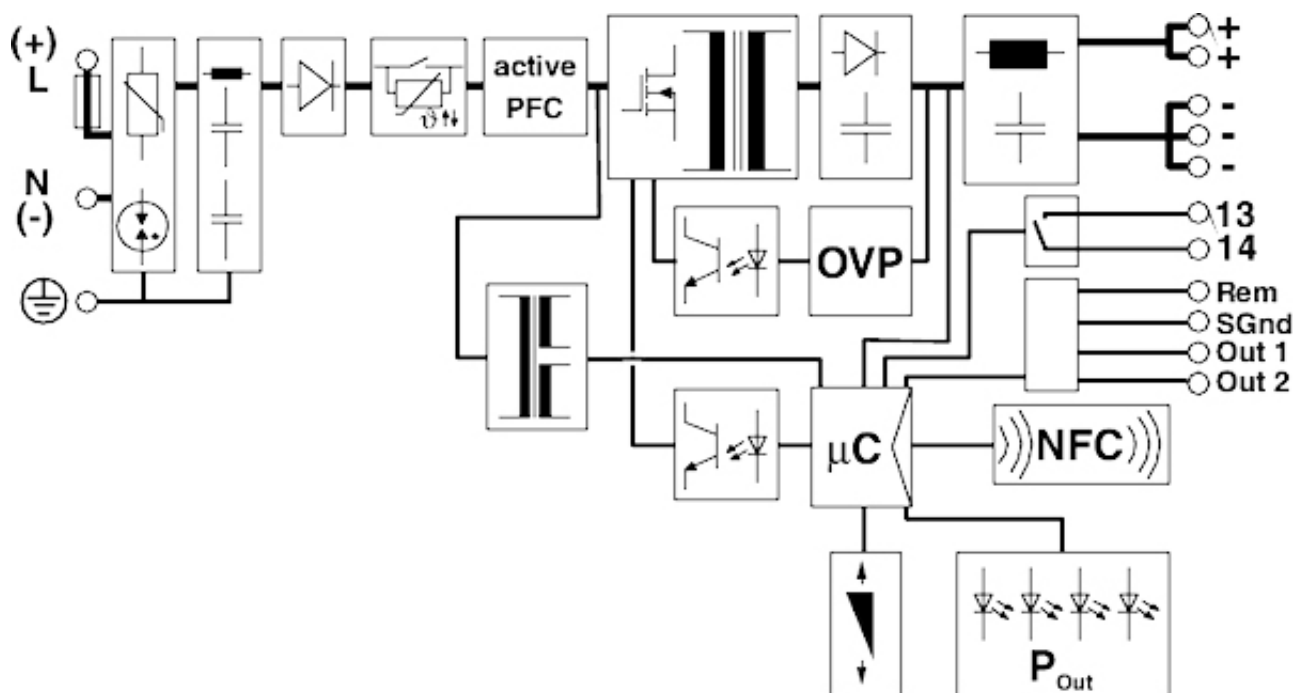 (+)
L
N
(-)
active
PFC
ϑ
+
+
-
-
-
13
14
OVP
Rem
SGnd
Out 1
Out 2
µC
NFC
P Out